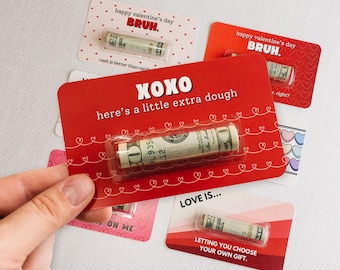 happy valentine's day
BRUH.
cash is better than
happy valentine's day
BRUH.
right?
XOXO
here's a little extra dough
ON ME
LOVE IS...
LETTING YOU CHOOSE
YOUR OWN GIFT.